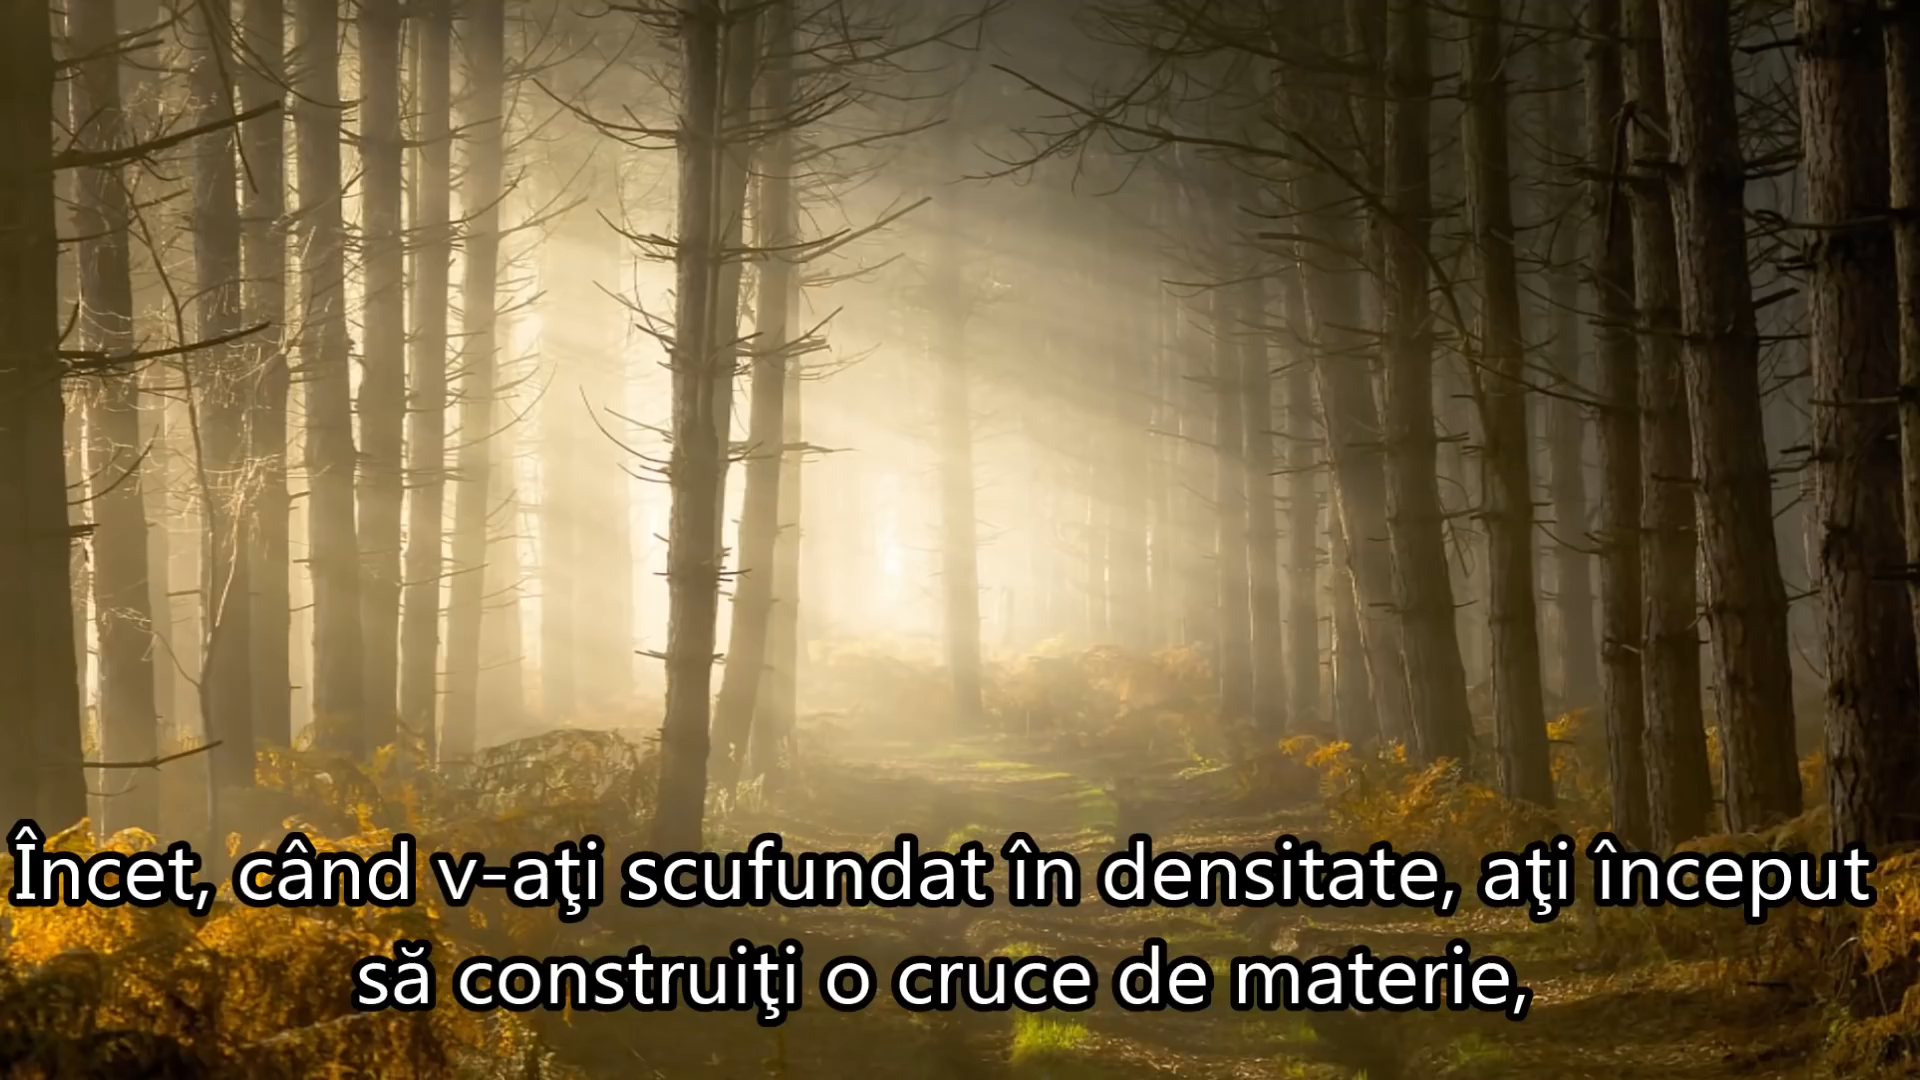 Încet, când v-aţi scufundat în densitate, aţi început
să construiţi o cruce de materie,